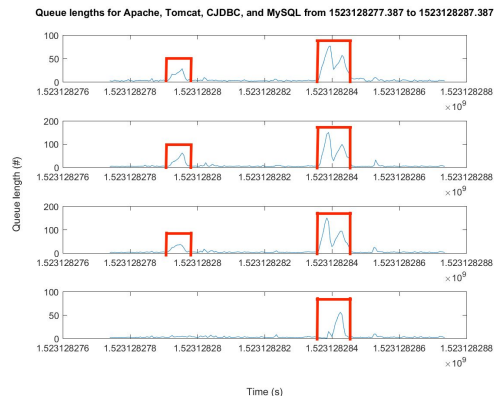 Queue lengths for Apache, Tomcat, CJDBC, and MySQL from 1523128277.387 to 1523128287.387
100
50
0
1.523128276 1.523128278 1.52312828 1.523128282 1.523128284 1.523128286 1.523128288
×10⁹
200
100
0
1.523128276 1.523128278 1.52312828 1.523128282 1.523128284 1.523128286 1.523128288
×10⁹
Queue length (#)
200
100
0
1.523128276 1.523128278 1.52312828 1.523128282 1.523128284 1.523128286 1.523128288
×10⁹
100
50
0
1.523128276 1.523128278 1.52312828 1.523128282 1.523128284 1.523128286 1.523128288
×10⁹
Time (s)